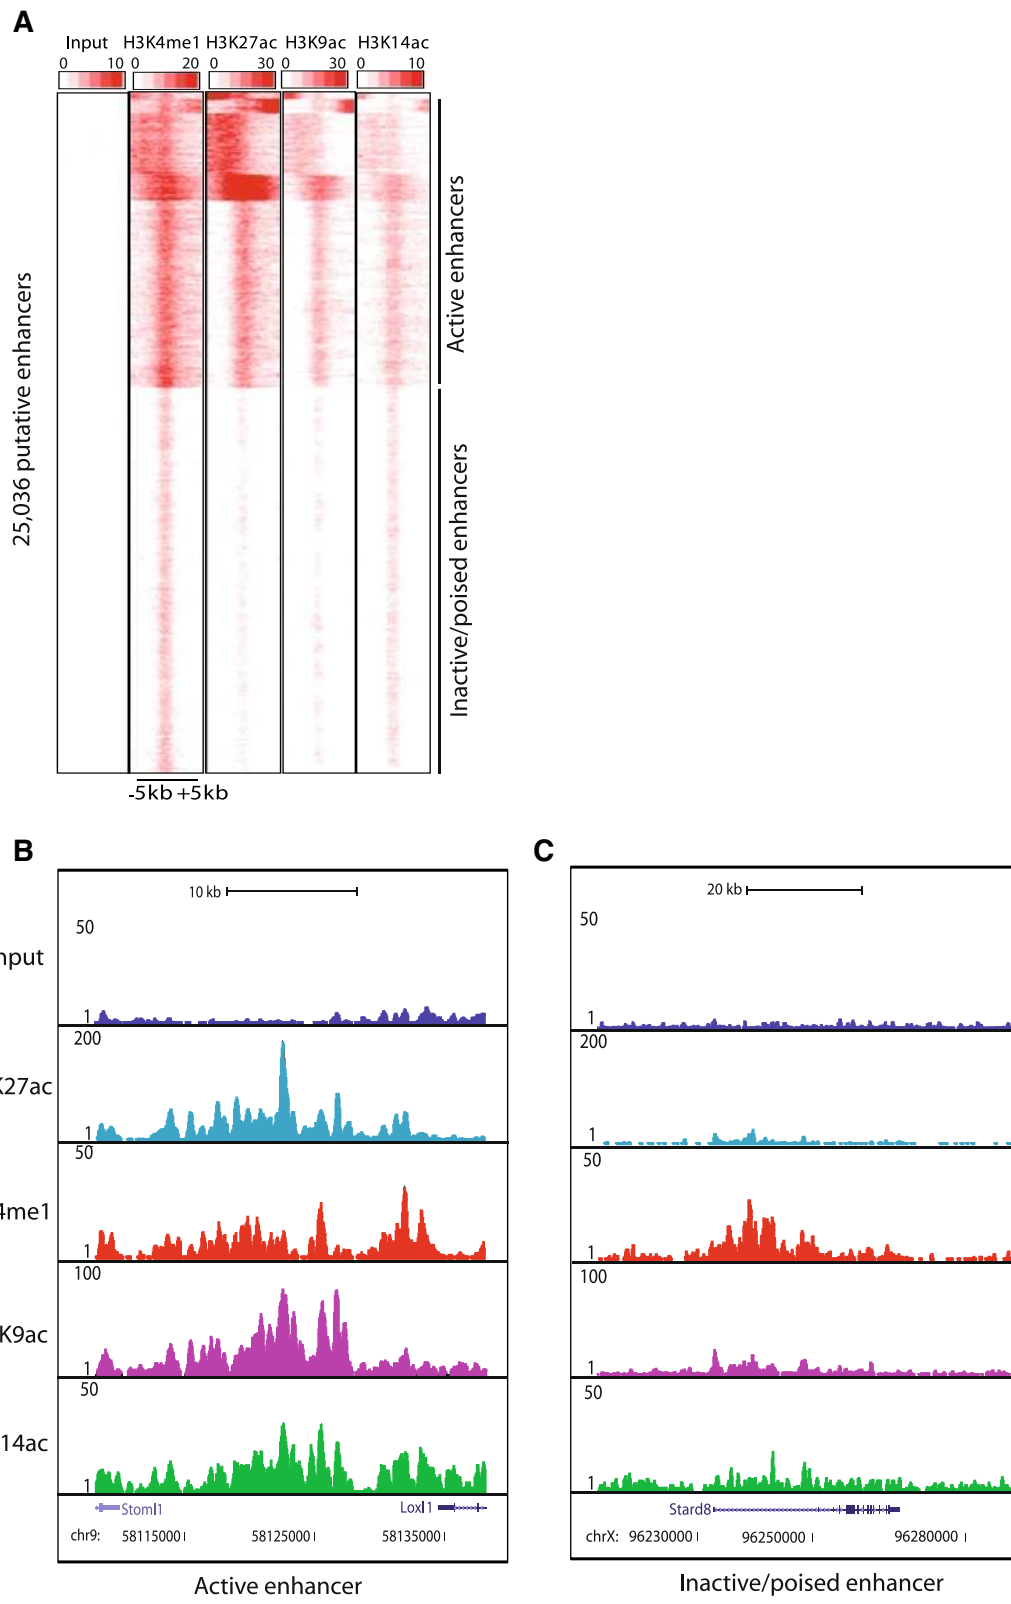 A
Input H3K4me1 H3K27ac H3K9ac H3K14ac
0 10 0 20 0 30 0 30 0 10
25,036 putative enhancers
Active enhancers
Inactive/poised enhancers
-5kb +5kb
B
10 kb
50
nput
1
200
K27ac
1
50
4me1
1
100
K9ac
1
50
14ac
1
Stoml1 Loxl1
chr9: 58115000 58125000 58135000
Active enhancer
C
20 kb
50
1
200
1
50
1
100
1
50
1
Stard8
chrX: 96230000 96250000 96280000
Inactive/poised enhancer